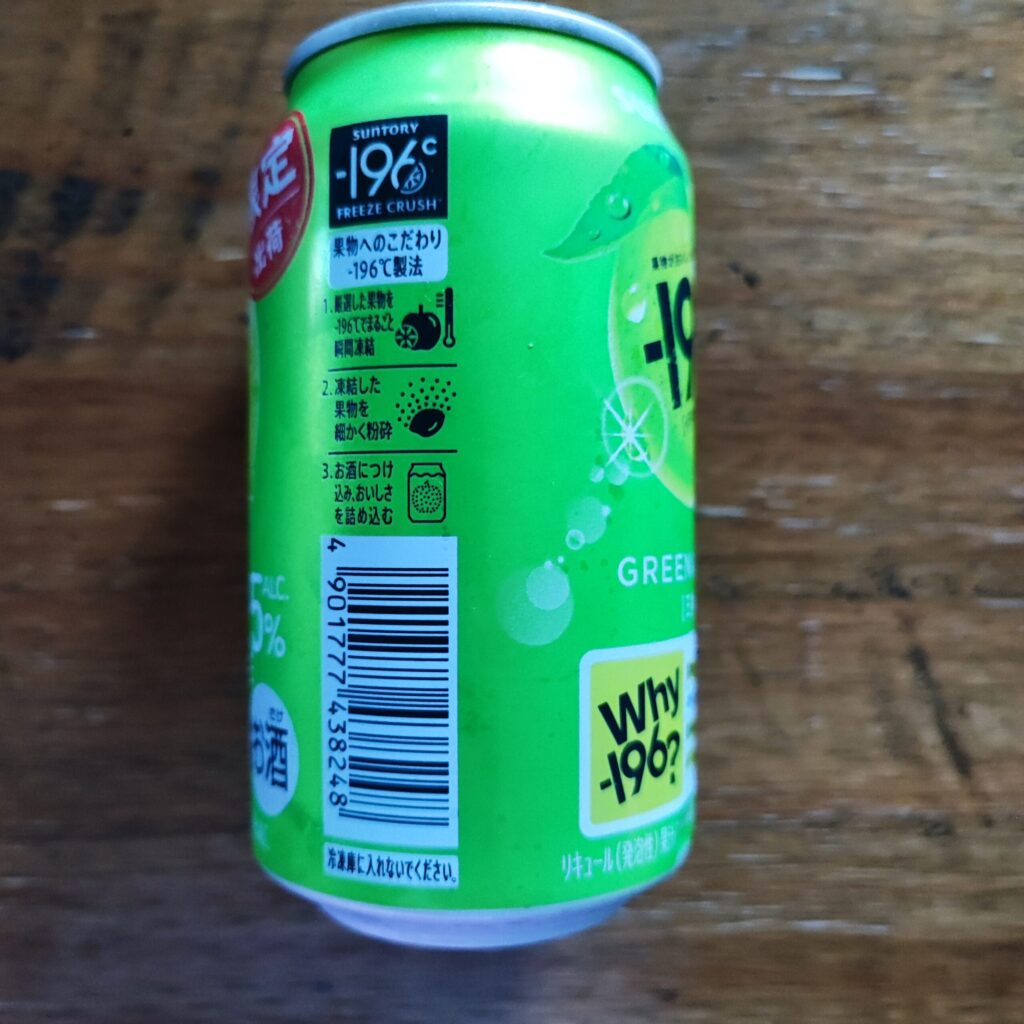 定
出荷
SUNTORY
-196℃
FREEZE CRUSH
果物へのこだわり
-196℃製法
1. 厳選した果物を
-196℃でまるごと
瞬間凍結
2. 凍結した
果物を
細かく粉砕
3. お酒につけ
込み、おいしさ
を詰め込む
4 901777 438248
冷凍庫に入れないでください。
ALC.
5%
お酒
-19
GREEN
Why
-196?
リキュール(発泡性)